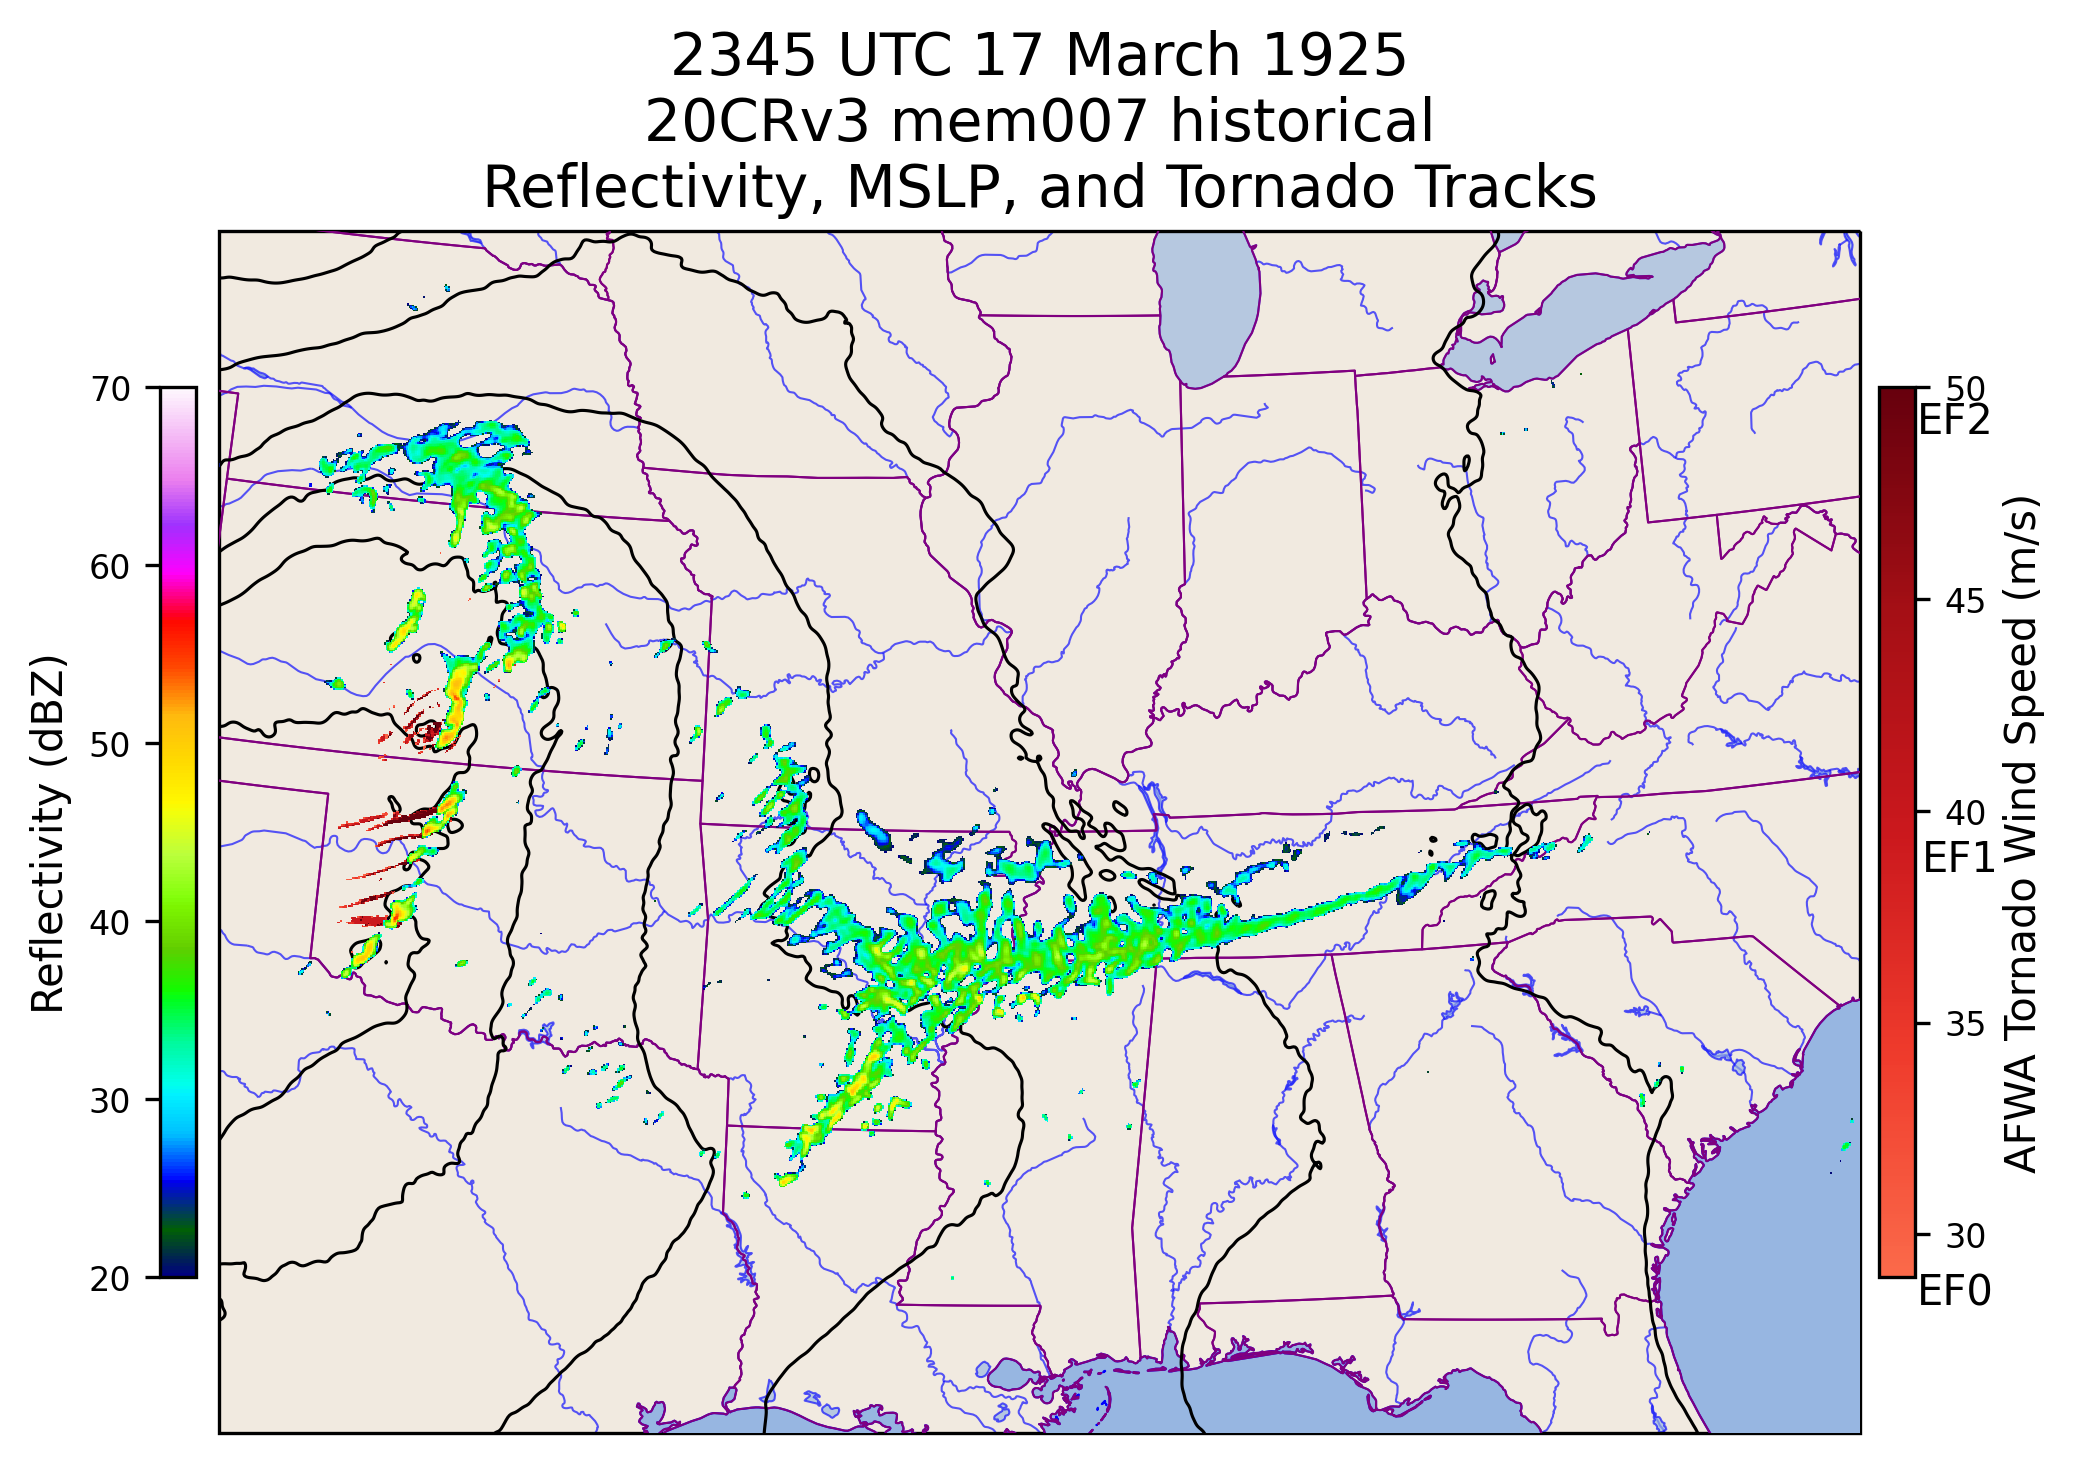 2345 UTC 17 March 1925
20CRv3 mem007 historical
Reflectivity, MSLP, and Tornado Tracks
70
60
50
40
30
20
Reflectivity (dBZ)
50
EF2
45
40
EF1
35
30
EF0
AFWA Tornado Wind Speed (m/s)